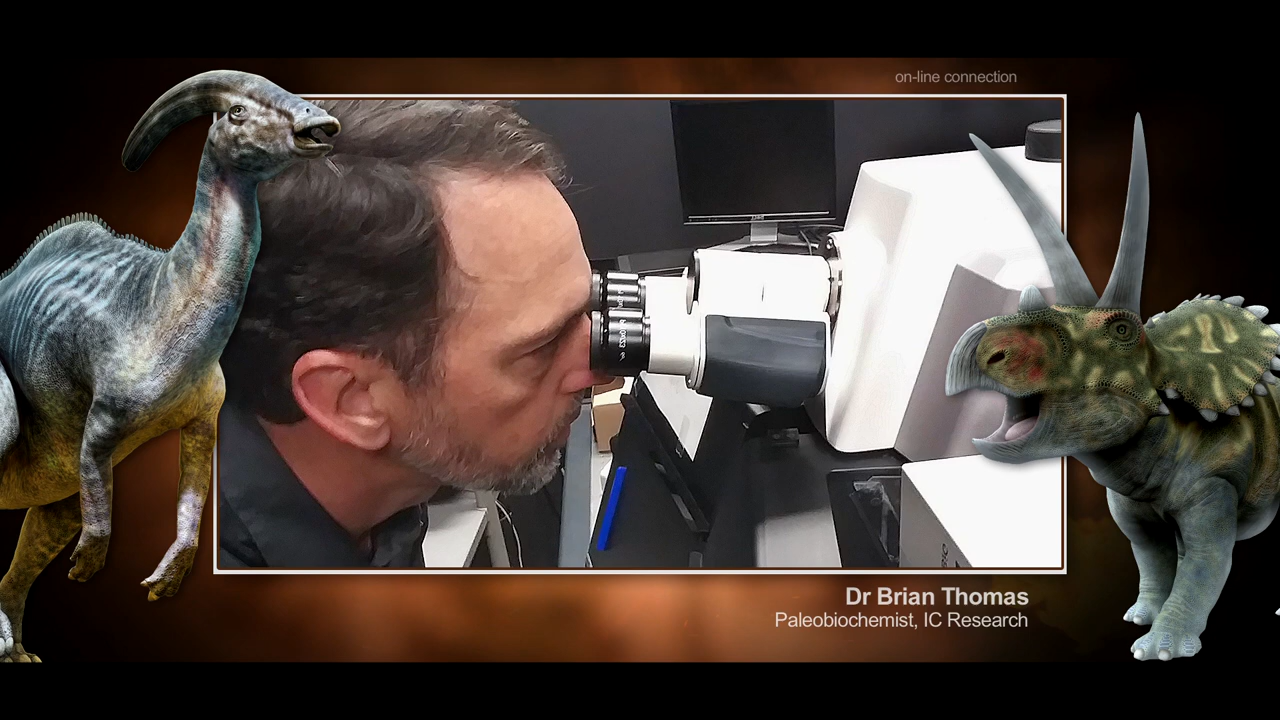 on-line connection
Dr Brian Thomas
Paleobiochemist, IC Research